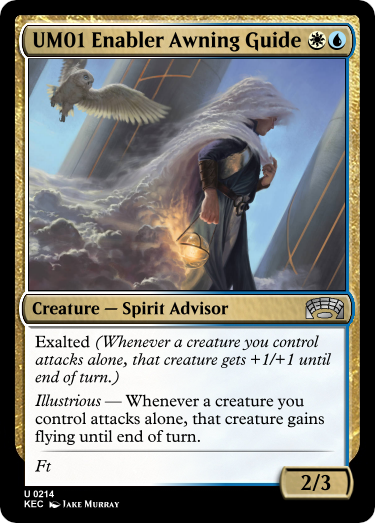 UM01 Enabler Awning Guide
Creature — Spirit Advisor
Exalted (Whenever a creature you control
attacks alone, that creature gets +1/+1 until
end of turn.)
Illustrious — Whenever a creature you
control attacks alone, that creature gains
flying until end of turn.
Ft
2/3
U 0214
KEC Jake Murray